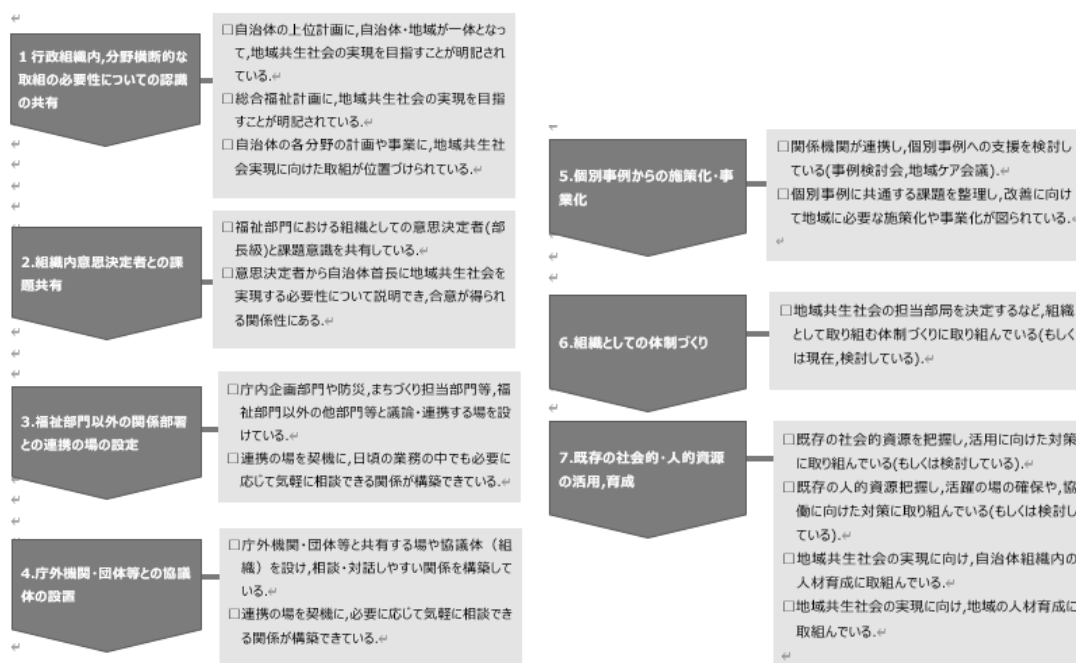 1 行政組織内,分野横断的な
取組の必要性についての認識
の共有
□自治体の上位計画に,自治体・地域が一体となっ
て,地域共生社会の実現を目指すことが明記され
ている。
□総合福祉計画に,地域共生社会の実現を目指
すことが明記されている。
□自治体の各分野の計画や事業に,地域共生社
会実現に向けた取組が位置づけられている。
2.組織内意思決定者との課
題共有
□福祉部門における組織としての意思決定者(部
長級)と課題意識を共有している。
□意思決定者から自治体首長に地域共生社会を
実現する必要性について説明でき,合意が得られ
る関係性にある。
3.福祉部門以外の関係部署
との連携の場の設定
□庁内企画部門や防災,まちづくり担当部門等,福
祉部門以外の他部門等と議論・連携する場を設
けている。
□連携の場を契機に,日頃の業務の中でも必要に
応じて気軽に相談できる関係が構築できている。
4.庁外機関・団体等との協議
体の設置
□庁外機関・団体等と共有する場や協議体（組
織）を設け,相談・対話しやすい関係を構築して
いる。
□連携の場を契機に,必要に応じて気軽に相談でき
る関係が構築できている。
5.個別事例からの施策化・事
業化
□関係機関が連携し,個別事例への支援を検討し
ている(事例検討会,地域ケア会議)。
□個別事例に共通する課題を整理し,改善に向け
て地域に必要な施策化や事業化が図られている。
6.組織としての体制づくり
□地域共生社会の担当部局を決定するなど,組織
として取り組む体制づくりに取り組んでいる(もしく
は現在,検討している)。
7.既存の社会的・人的資源
の活用,育成
□既存の社会的資源を把握し,活用に向けた対策
に取り組んでいる(もしくは検討している)。
□既存の人的資源把握し,活躍の場の確保や,協
働に向けた対策に取り組んでいる(もしくは検討し
ている)。
□地域共生社会の実現に向け,自治体組織内の
人材育成に取組んでいる。
□地域共生社会の実現に向け,地域の人材育成に
取組んでいる。